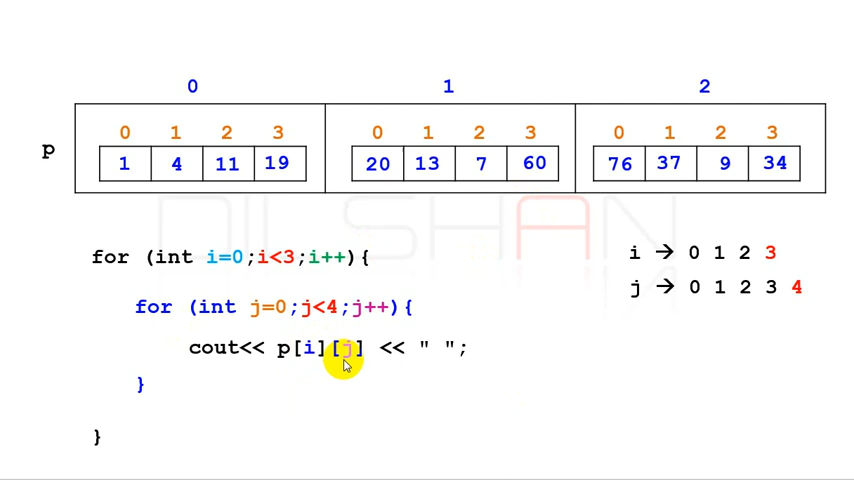 0 1 2
0 1 2 3 0 1 2 3 0 1 2 3
p 1 4 11 19 20 13 7 60 76 37 9 34
DILSHAN
for (int i=0;i<3;i++){
i → 0 1 2 3
j → 0 1 2 3 4
for (int j=0;j<4;j++){
cout<< p[i][j] << " ";
}
}